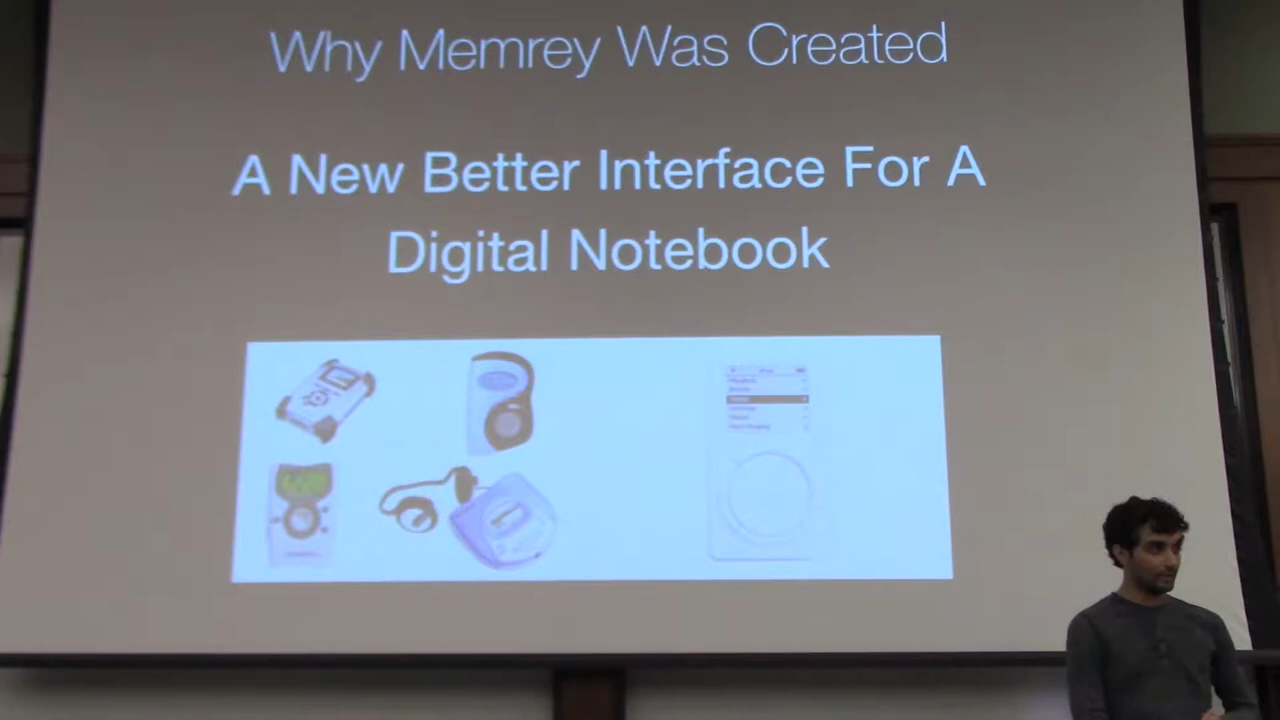 Why Memrey Was Created
A New Better Interface For A
Digital Notebook